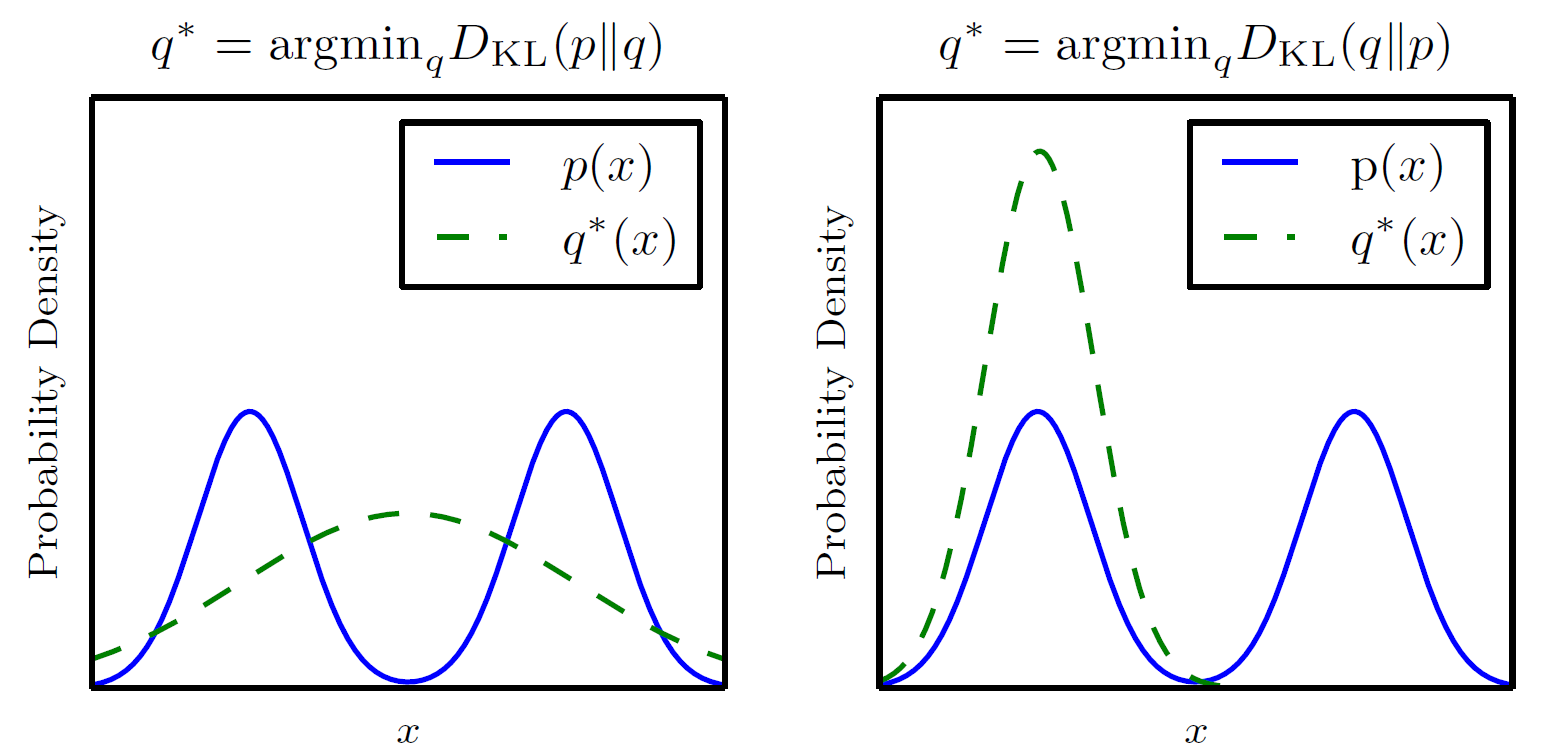 q* = argmin_q D_KL(p‖q)
p(x)
q*(x)
Probability Density
x
q* = argmin_q D_KL(q‖p)
p(x)
q*(x)
Probability Density
x